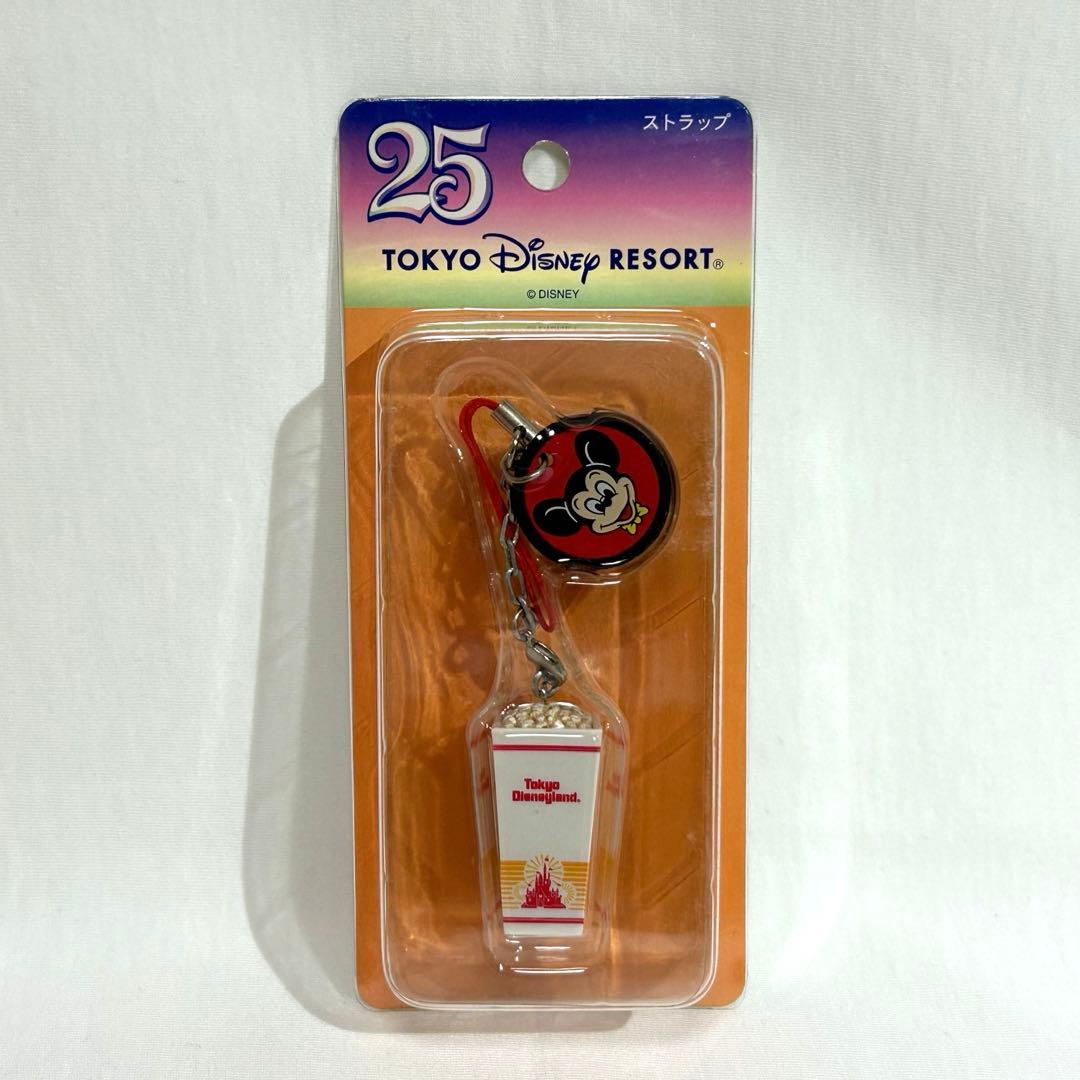 25
ストラップ
TOKYO Disney RESORT®
© DISNEY
Tokyo
Disneyland®